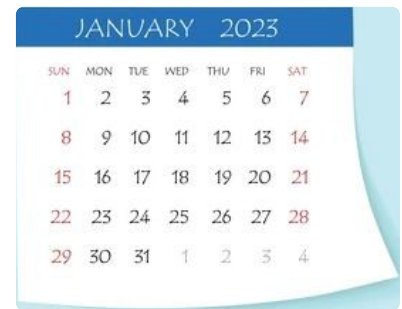 JANUARY 2023
SUN MON TUE WED THU FRI SAT
1 2 3 4 5 6 7
8 9 10 11 12 13 14
15 16 17 18 19 20 21
22 23 24 25 26 27 28
29 30 31 1 2 3 4